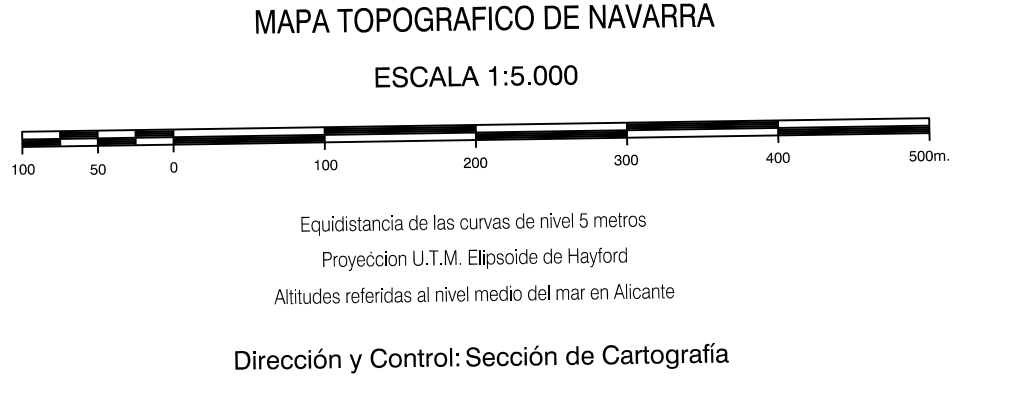 MAPA TOPOGRAFICO DE NAVARRA
ESCALA 1:5.000
100 50 0 100 200 300 400 500m.
Equidistancia de las curvas de nivel 5 metros
Proyeccion U.T.M. Elipsoide de Hayford
Altitudes referidas al nivel medio del mar en Alicante
Dirección y Control: Sección de Cartografía